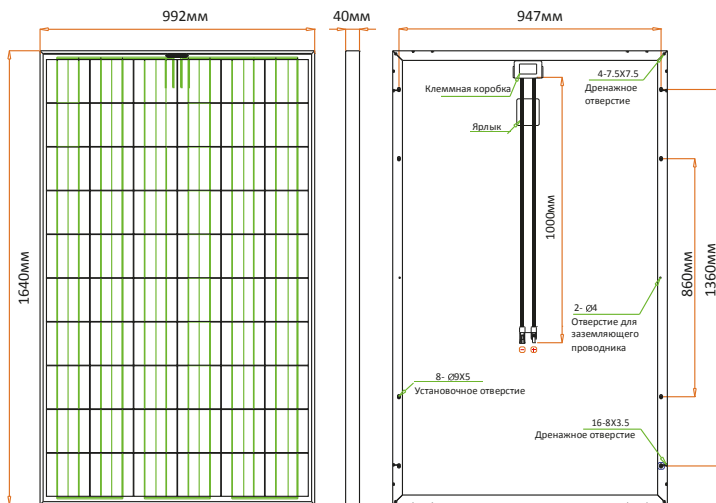 992мм
40мм
947мм
4-7.5X7.5
Дренажное
отверстие
Клеммная коробка
Ярлык
1000мм
1640мм
860мм
1360мм
2- Ø4
Отверстие для
заземляющего
проводника
8- Ø9X5
Установочное отверстие
16-8X3.5
Дренажное отверстие